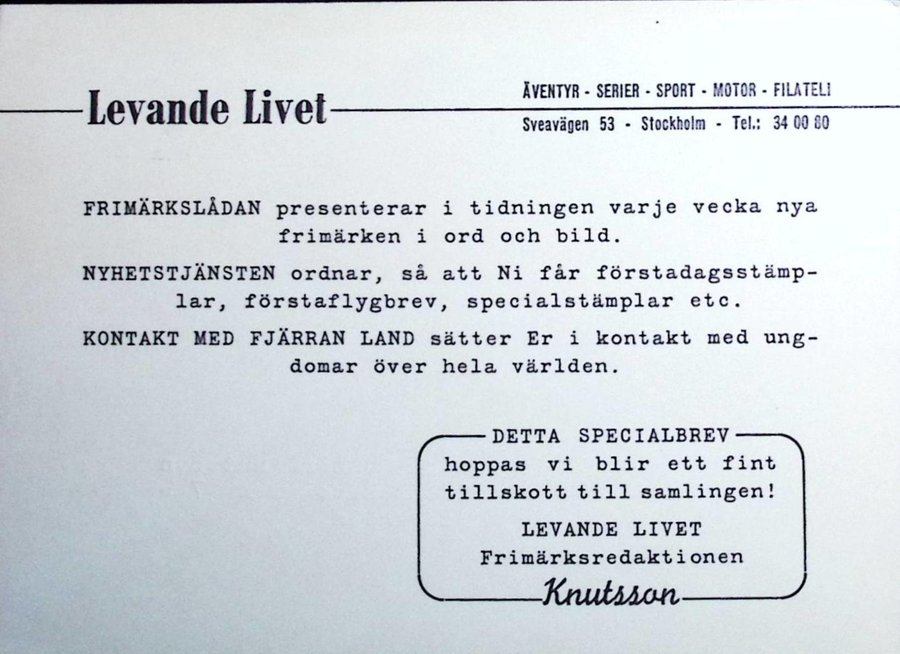 Levande Livet
ÄVENTYR - SERIER - SPORT - MOTOR - FILATELI
Sveavägen 53 - Stockholm - Tel.: 34 00 80
FRIMÄRKSLÅDAN presenterar i tidningen varje vecka nya
frimärken i ord och bild.
NYHETSTJÄNSTEN ordnar, så att Ni får förstadagsstämp-
lar, förstaflygbrev, specialstämplar etc.
KONTAKT MED FJÄRRAN LAND sätter Er i kontakt med ung-
domar över hela världen.
DETTA SPECIALBREV
hoppas vi blir ett fint
tillskott till samlingen!
LEVANDE LIVET
Frimärksredaktionen
Knutsson